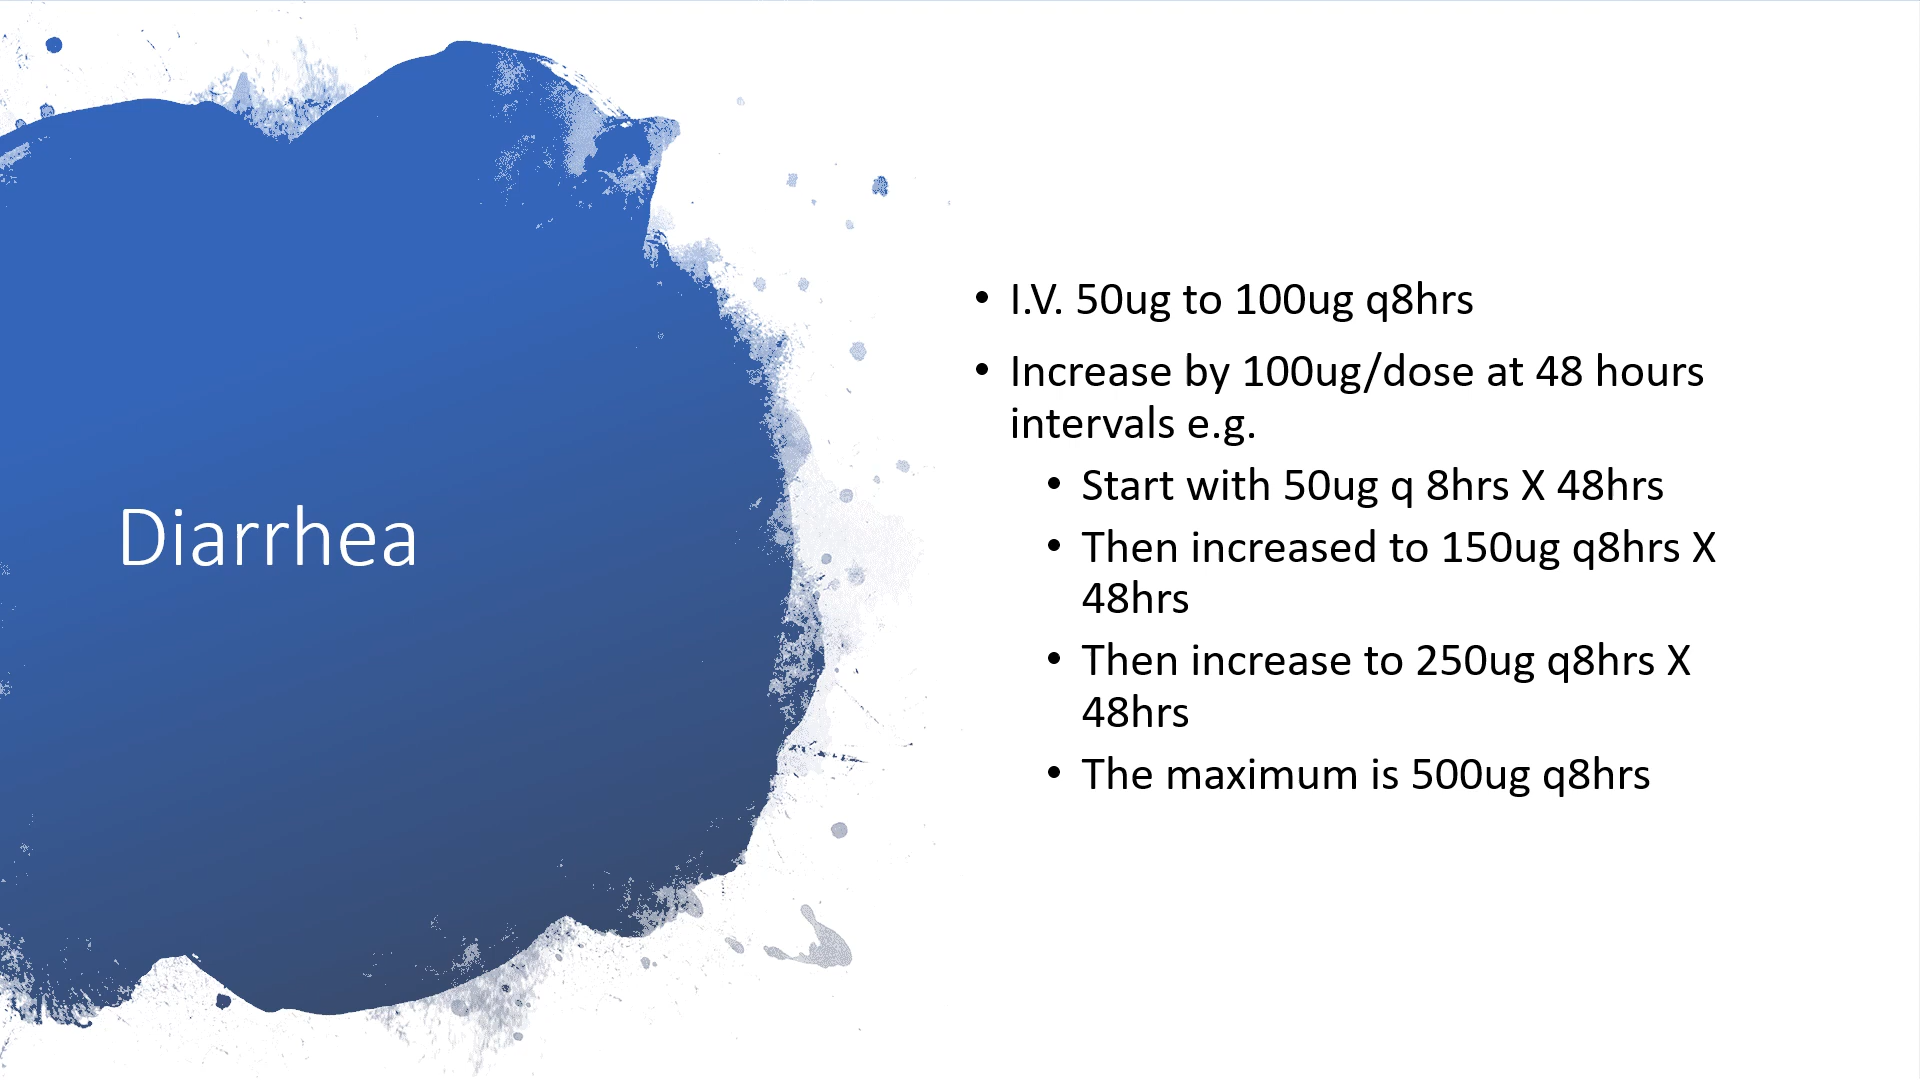 Diarrhea
• I.V. 50ug to 100ug q8hrs
• Increase by 100ug/dose at 48 hours
intervals e.g.
• Start with 50ug q 8hrs X 48hrs
• Then increased to 150ug q8hrs X
48hrs
• Then increase to 250ug q8hrs X
48hrs
• The maximum is 500ug q8hrs